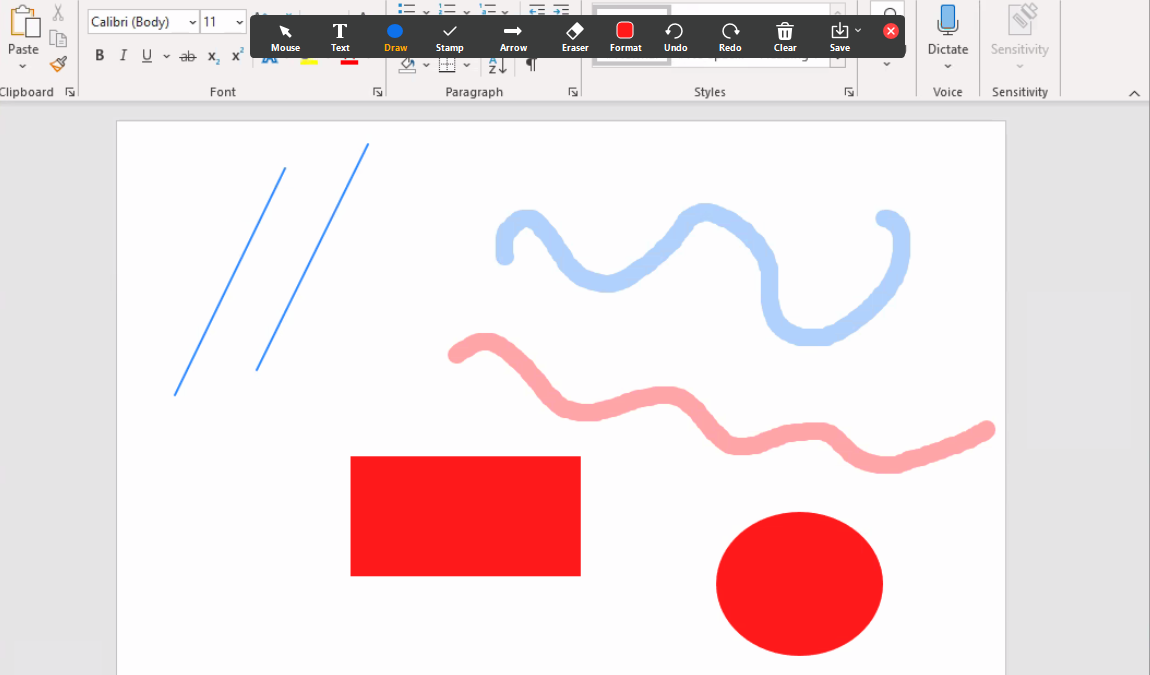 Calibri (Body) 11
Mouse Text Draw Stamp Arrow Eraser Format Undo Redo Clear Save
Paste B I U ab x2 x2 Dictate Sensitivity
Clipboard Font Paragraph Styles Voice Sensitivity